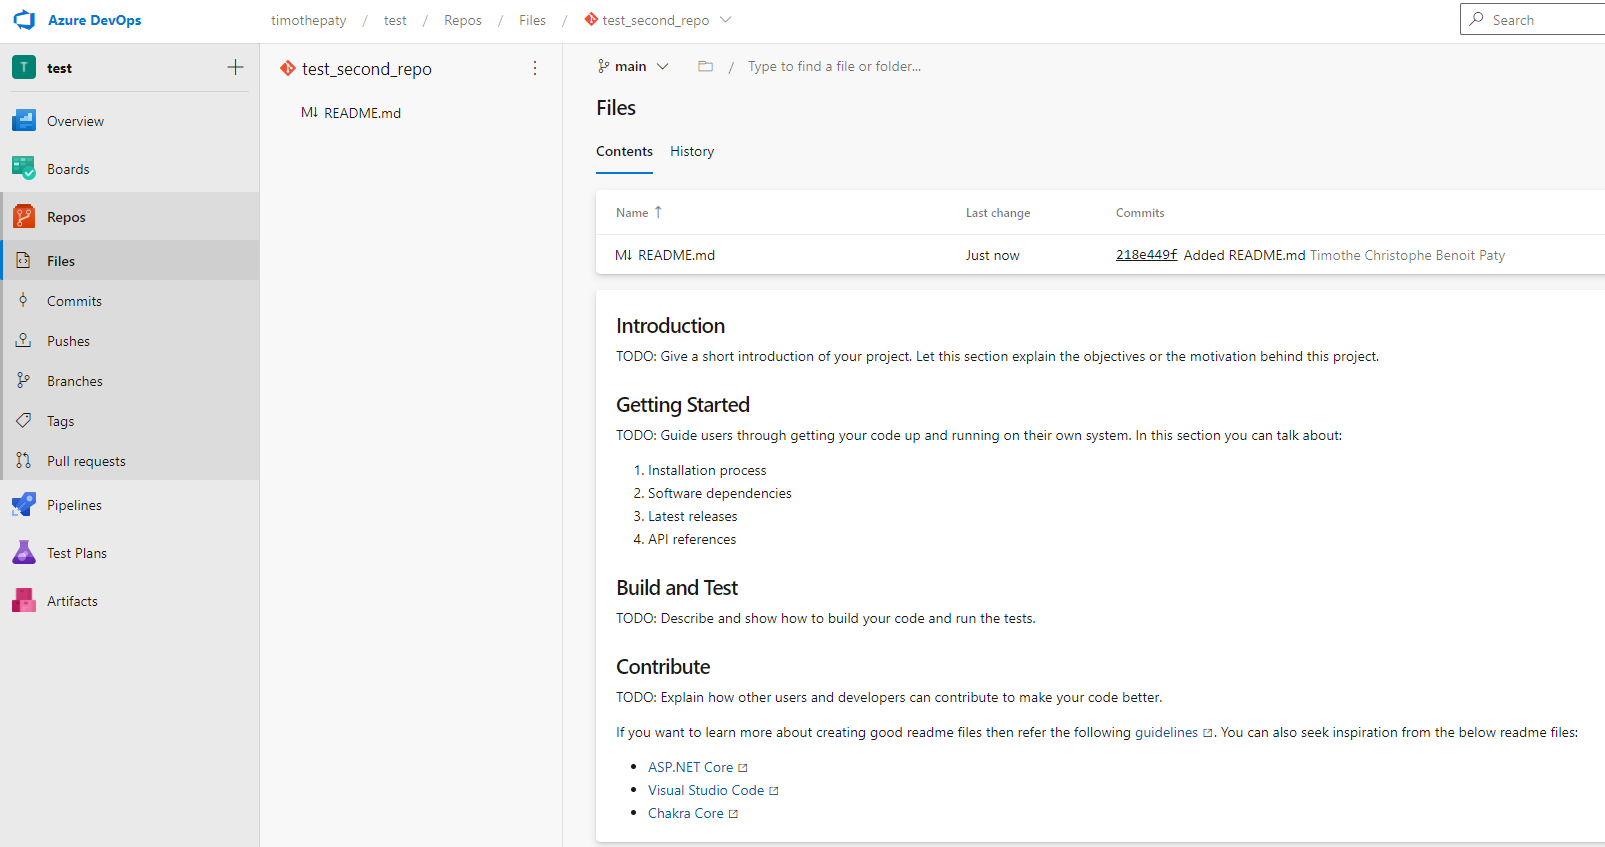 Azure DevOps
timothepaty / test / Repos / Files / test_second_repo
Search
T test
Overview
Boards
Repos
Files
Commits
Pushes
Branches
Tags
Pull requests
Pipelines
Test Plans
Artifacts
test_second_repo
M↓ README.md
main / Type to find a file or folder...
Files
Contents History
Name ↑ Last change Commits
M↓ README.md Just now 218e449f Added README.md Timothe Christophe Benoit Paty
Introduction
TODO: Give a short introduction of your project. Let this section explain the objectives or the motivation behind this project.
Getting Started
TODO: Guide users through getting your code up and running on their own system. In this section you can talk about:
1. Installation process
2. Software dependencies
3. Latest releases
4. API references
Build and Test
TODO: Describe and show how to build your code and run the tests.
Contribute
TODO: Explain how other users and developers can contribute to make your code better.
If you want to learn more about creating good readme files then refer the following guidelines. You can also seek inspiration from the below readme files:
• ASP.NET Core
• Visual Studio Code
• Chakra Core